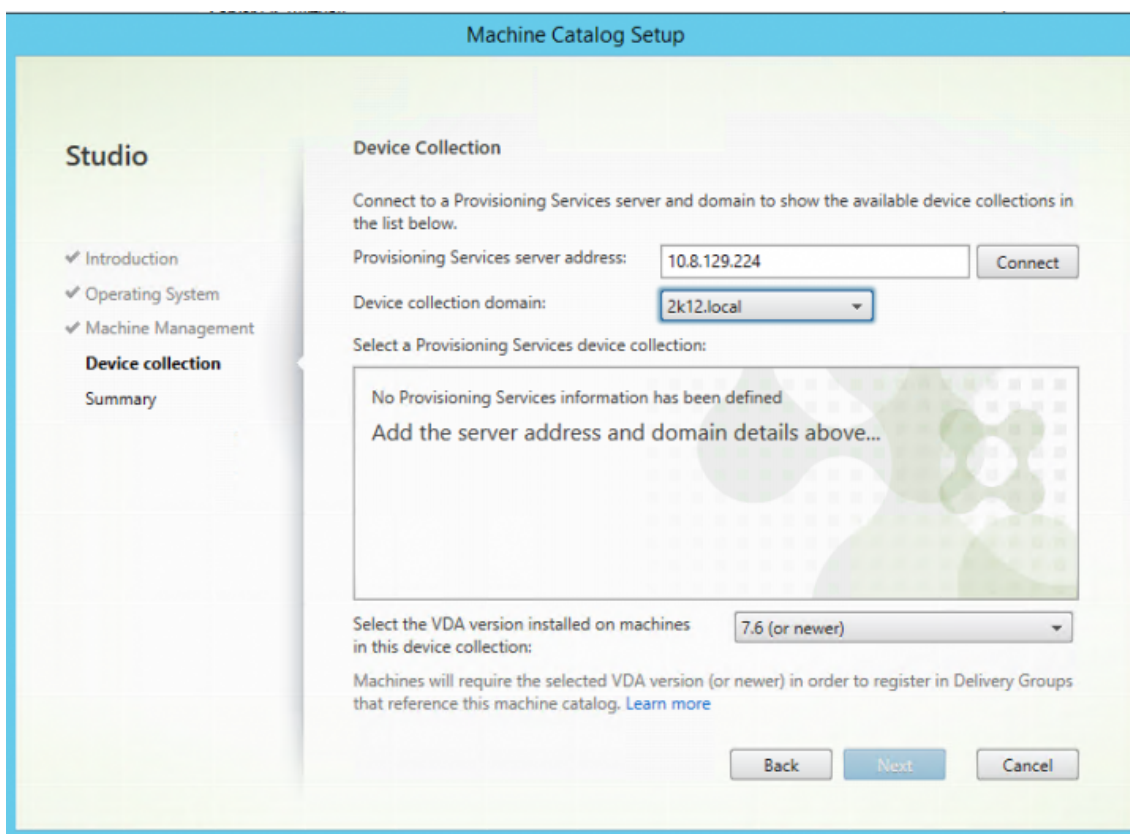 Machine Catalog Setup
Studio
Introduction
Operating System
Machine Management
Device collection
Summary
Device Collection
Connect to a Provisioning Services server and domain to show the available device collections in
the list below.
Provisioning Services server address:
10.8.129.224
Connect
Device collection domain:
2k12.local
Select a Provisioning Services device collection:
No Provisioning Services information has been defined
Add the server address and domain details above...
Select the VDA version installed on machines
in this device collection:
7.6 (or newer)
Machines will require the selected VDA version (or newer) in order to register in Delivery Groups
that reference this machine catalog. Learn more
Back
Next
Cancel